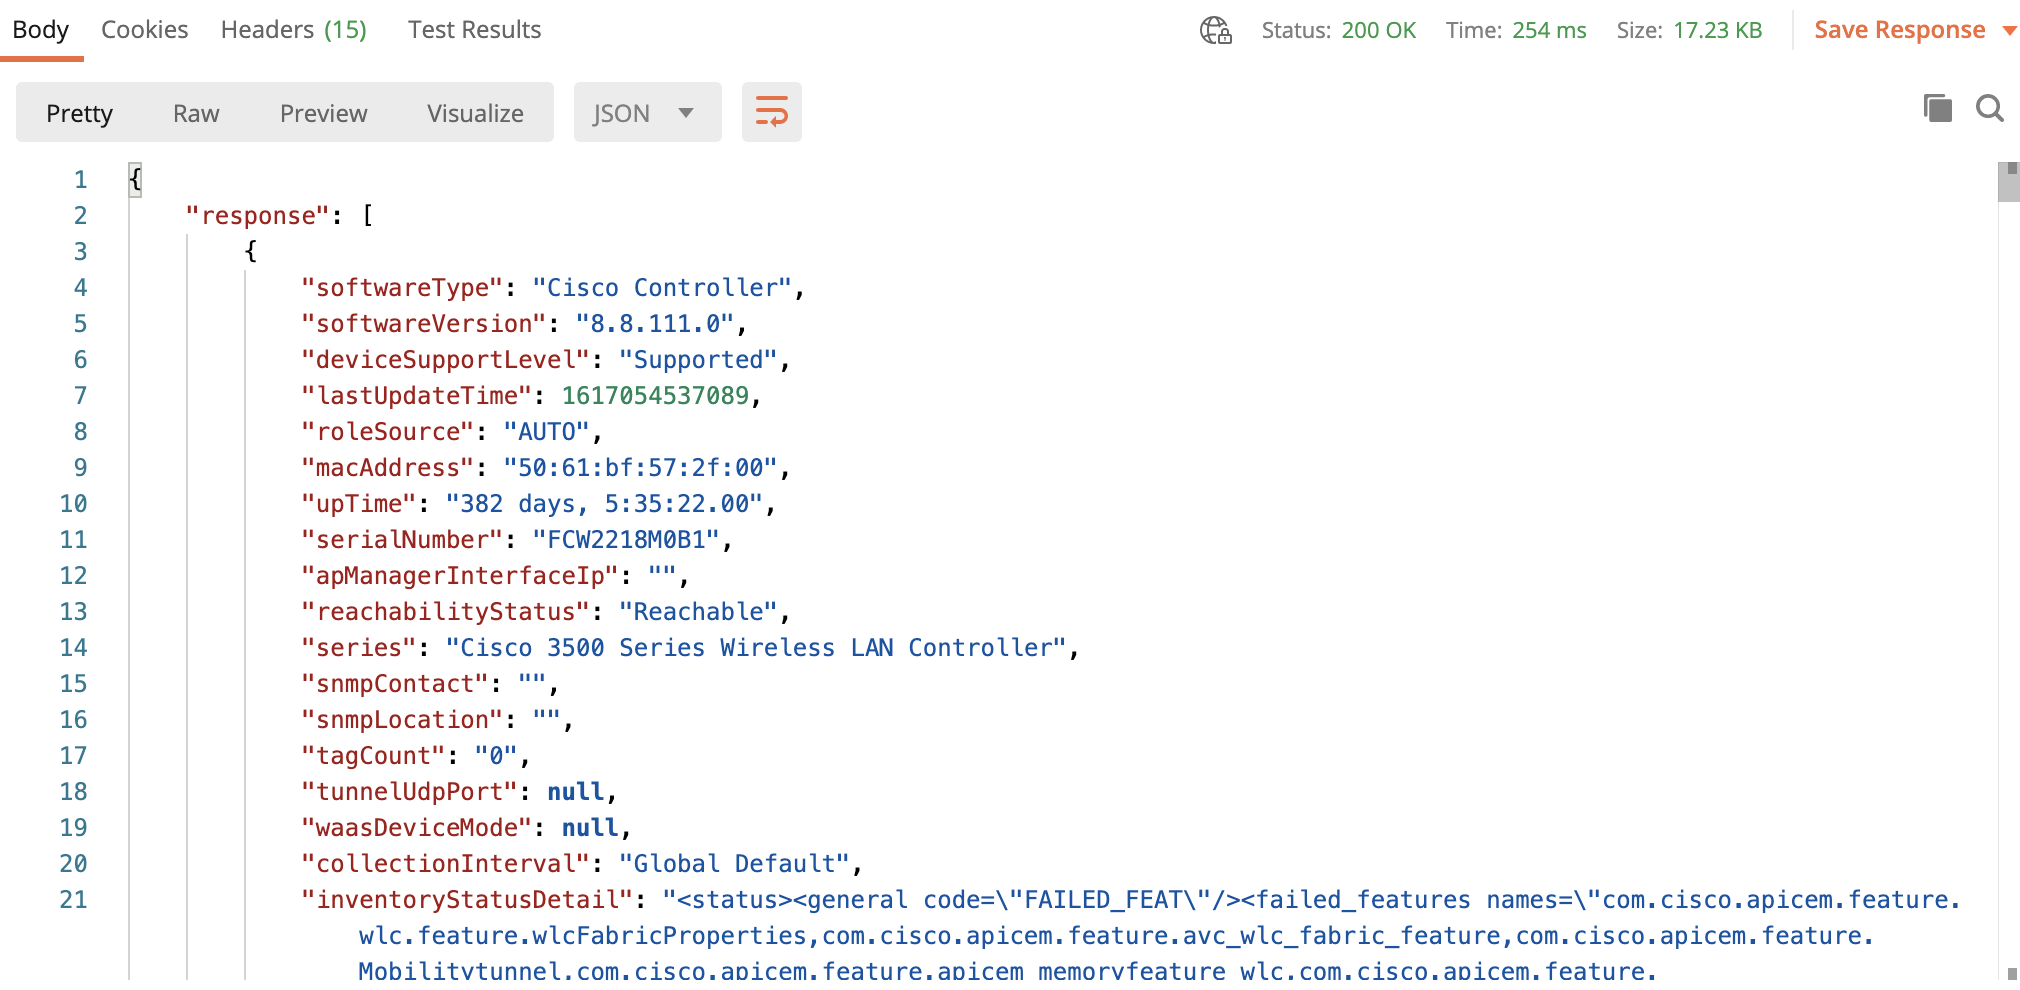 Body Cookies Headers (15) Test Results Status: 200 OK Time: 254 ms Size: 17.23 KB Save Response
Pretty Raw Preview Visualize JSON
1 {
2 "response": [
3 {
4 "softwareType": "Cisco Controller",
5 "softwareVersion": "8.8.111.0",
6 "deviceSupportLevel": "Supported",
7 "lastUpdateTime": 1617054537089,
8 "roleSource": "AUTO",
9 "macAddress": "50:61:bf:57:2f:00",
10 "upTime": "382 days, 5:35:22.00",
11 "serialNumber": "FCW2218M0B1",
12 "apManagerInterfaceIp": "",
13 "reachabilityStatus": "Reachable",
14 "series": "Cisco 3500 Series Wireless LAN Controller",
15 "snmpContact": "",
16 "snmpLocation": "",
17 "tagCount": "0",
18 "tunnelUdpPort": null,
19 "waasDeviceMode": null,
20 "collectionInterval": "Global Default",
21 "inventoryStatusDetail": "<status><general code=\"FAILED_FEAT\"/><failed_features names=\"com.cisco.apicem.feature.
wlc.feature.wlcFabricProperties,com.cisco.apicem.feature.avc_wlc_fabric_feature,com.cisco.apicem.feature.
Mobilitytunnel,com.cisco.apicem.feature.apicem_memoryfeature_wlc,com.cisco.apicem.feature.